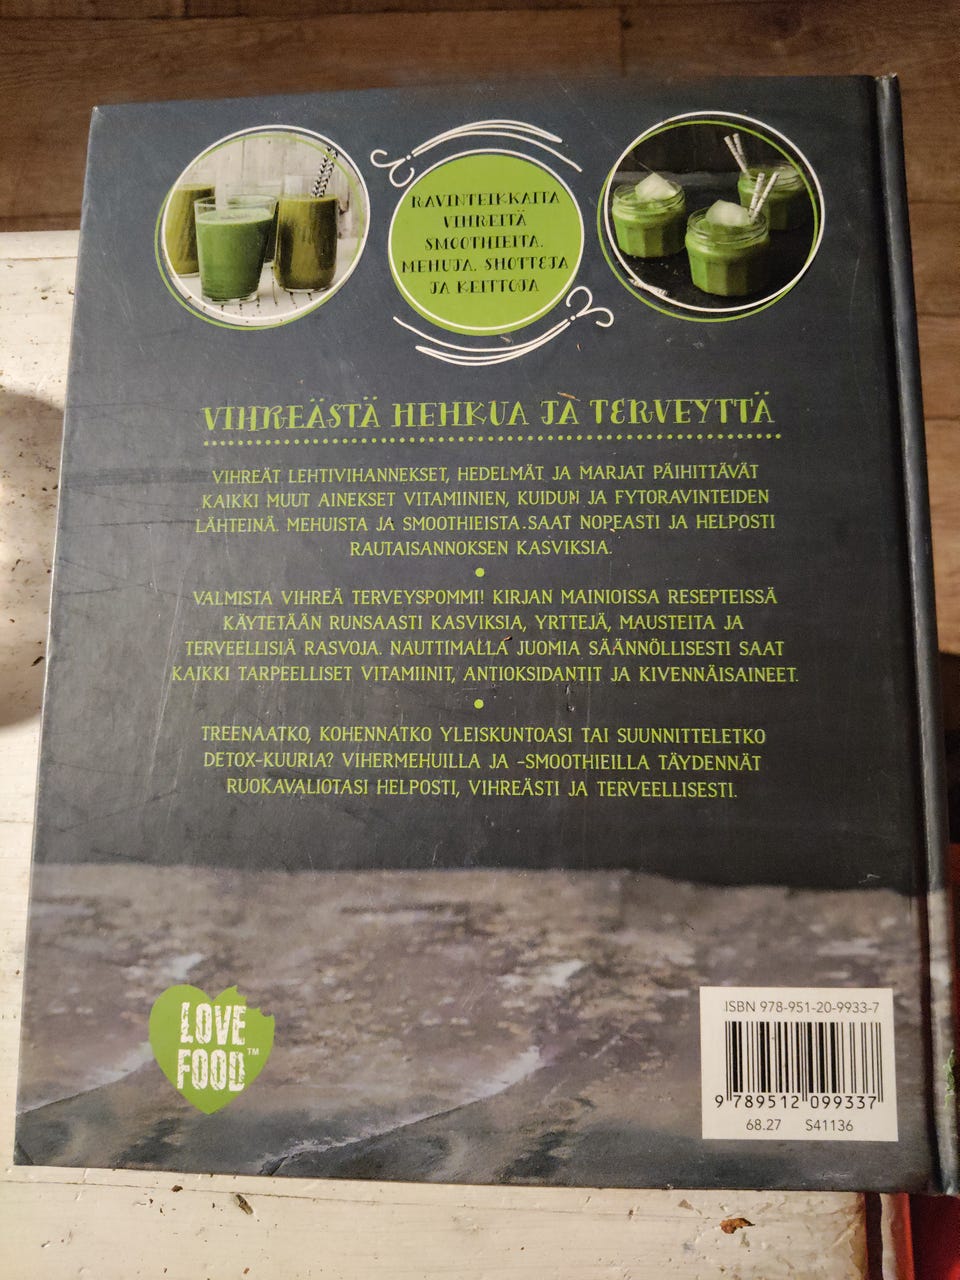 RAVINTEIKKAITA
VIHREITÄ
SMOOTHIEITA,
MEHUJA, SHOTTEJA
JA KEITTOJA
VIHREÄSTÄ HEHKUA JA TERVEYTTÄ
VIHREÄT LEHTIVIHANNEKSET, HEDELMÄT JA MARJAT PÄIHITTÄVÄT
KAIKKI MUUT AINEKSET VITAMIINIEN, KUIDUN JA FYTORAVINTEIDEN
LÄHTEINÄ. MEHUISTA JA SMOOTHIEISTA SAAT NOPEASTI JA HELPOSTI
RAUTAISANNOKSEN KASVIKSIA.
VALMISTA VIHREÄ TERVEYSPOMMI! KIRJAN MAINIOISSA RESEPTEISSÄ
KÄYTETÄÄN RUNSAASTI KASVIKSIA, YRTTEJÄ, MAUSTEITA JA
TERVEELLISIÄ RASVOJA. NAUTTIMALLA JUOMIA SÄÄNNÖLLISESTI SAAT
KAIKKI TARPEELLISET VITAMIINIT, ANTIOKSIDANTIT JA KIVENNÄISAINEET.
TREENAATKO, KOHENNATKO YLEISKUNTOASI TAI SUUNNITTELETKO
DETOX-KUURIA? VIHERMEHUILLA JA -SMOOTHIEILLA TÄYDENNÄT
RUOKAVALIOTASI HELPOSTI, VIHREÄSTI JA TERVEELLISESTI.
LOVE
FOOD™
ISBN 978-951-20-9933-7
9 789512 099337
68.27 S41136